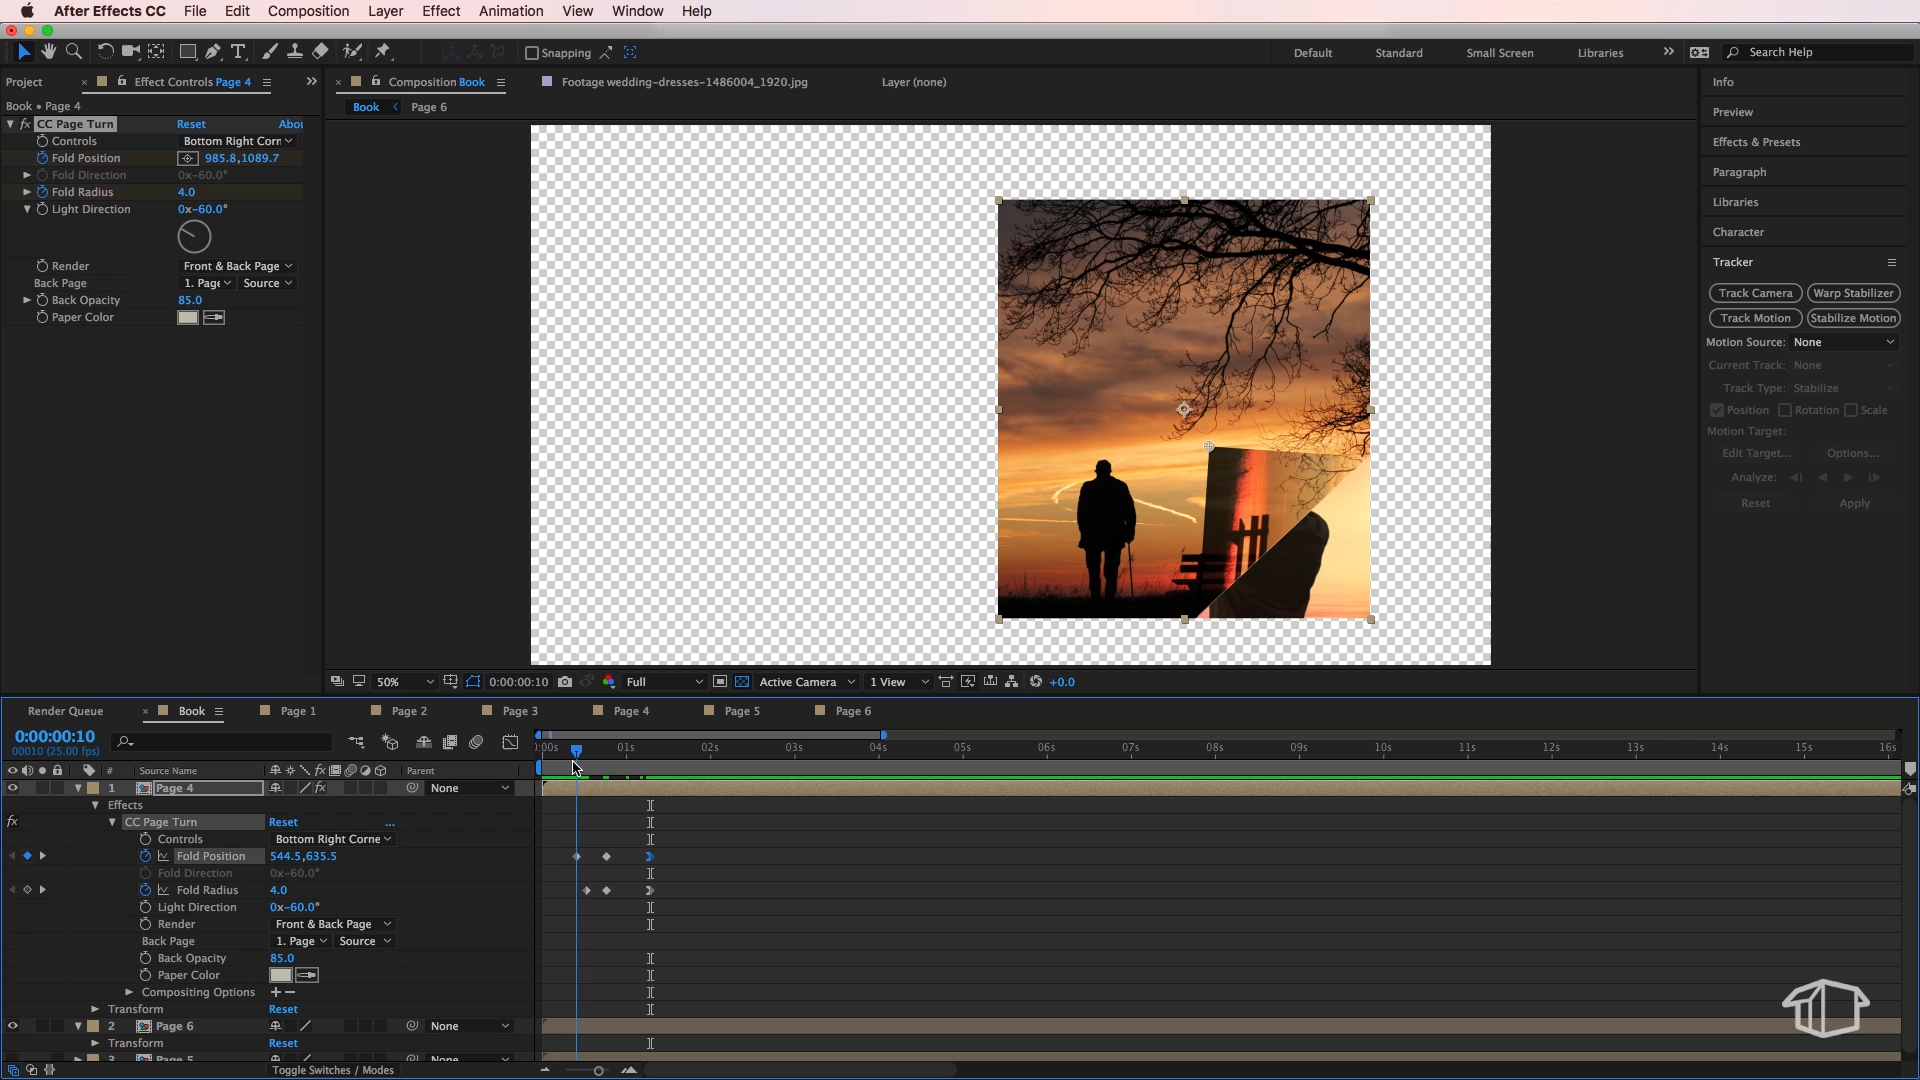 After Effects CC File Edit Composition Layer Effect Animation View Window Help
Snapping Default Standard Small Screen Libraries Search Help
Project Effect Controls Page 4 Composition Book Footage wedding-dresses-1486004_1920.jpg Layer (none)
Book • Page 4
Book Page 6
fx CC Page Turn Reset Abou
Controls Bottom Right Corn
Fold Position 985.8,1089.7
Fold Direction 0x-60.0°
Fold Radius 4.0
Light Direction 0x-60.0°
Render Front & Back Page
Back Page 1. Page Source
Back Opacity 85.0
Paper Color
Info
Preview
Effects & Presets
Paragraph
Libraries
Character
Tracker
Track Camera Warp Stabilizer
Track Motion Stabilize Motion
Motion Source: None
Current Track: None
Track Type: Stabilize
Position Rotation Scale
Motion Target:
Edit Target... Options...
Analyze:
Reset Apply
50% 0:00:00:10 Full Active Camera 1 View +0.0
Render Queue Book Page 1 Page 2 Page 3 Page 4 Page 5 Page 6
0:00:00:10
00010 (25.00 fps)
:00s 01s 02s 03s 04s 05s 06s 07s 08s 09s 10s 11s 12s 13s 14s 15s 16s
# Source Name fx Parent
1 Page 4 fx None
Effects
fx CC Page Turn Reset ...
Controls Bottom Right Corne
Fold Position 544.5,635.5
Fold Direction 0x-60.0°
Fold Radius 4.0
Light Direction 0x-60.0°
Render Front & Back Page
Back Page 1. Page Source
Back Opacity 85.0
Paper Color
Compositing Options + −
Transform Reset
2 Page 6 None
Transform Reset
3 Page 5 None
Toggle Switches / Modes